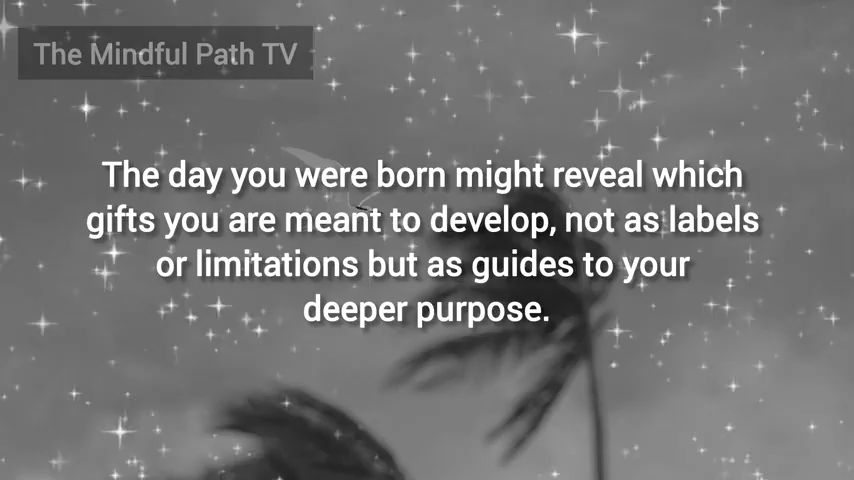 The Mindful Path TV
The day you were born might reveal which
gifts you are meant to develop, not as labels
or limitations but as guides to your
deeper purpose.